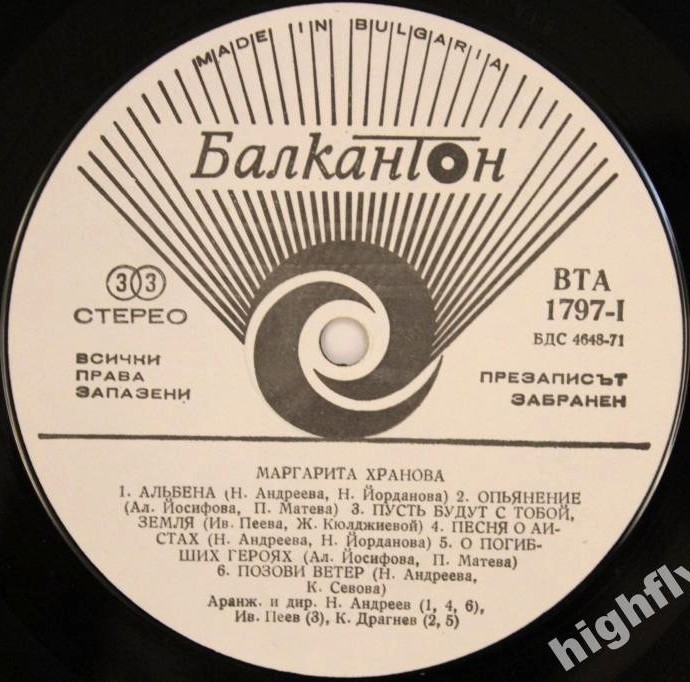 MADE IN BULGARIA
Балкантон
33
СТЕРЕО
ВСИЧКИ
ПРАВА
ЗАПАЗЕНИ
ВТА
1797-I
БДС 4648-71
ПРЕЗАПИСЪТ
ЗАБРАНЕН
МАРГАРИТА ХРАНОВА
1. АЛЬБЕНА (Н. Андреева, Н. Йорданова) 2. ОПЬЯНЕНИЕ
(Ал. Йосифова, П. Матева) 3. ПУСТЬ БУДУТ С ТОБОЙ,
ЗЕМЛЯ (Ив. Пеева, Ж. Кюлджиевой) 4. ПЕСНЯ О АИ-
СТАХ (Н. Андреева, Н. Йорданова) 5. О ПОГИБ-
ШИХ ГЕРОЯХ (Ал. Йосифова, П. Матева)
6. ПОЗОВИ ВЕТЕР (Н. Андреева,
К. Севова)
Аранж. и дир. Н. Андреев (1, 4, 6),
Ив. Пеев (3), К. Драгнев (2, 5)
highfly